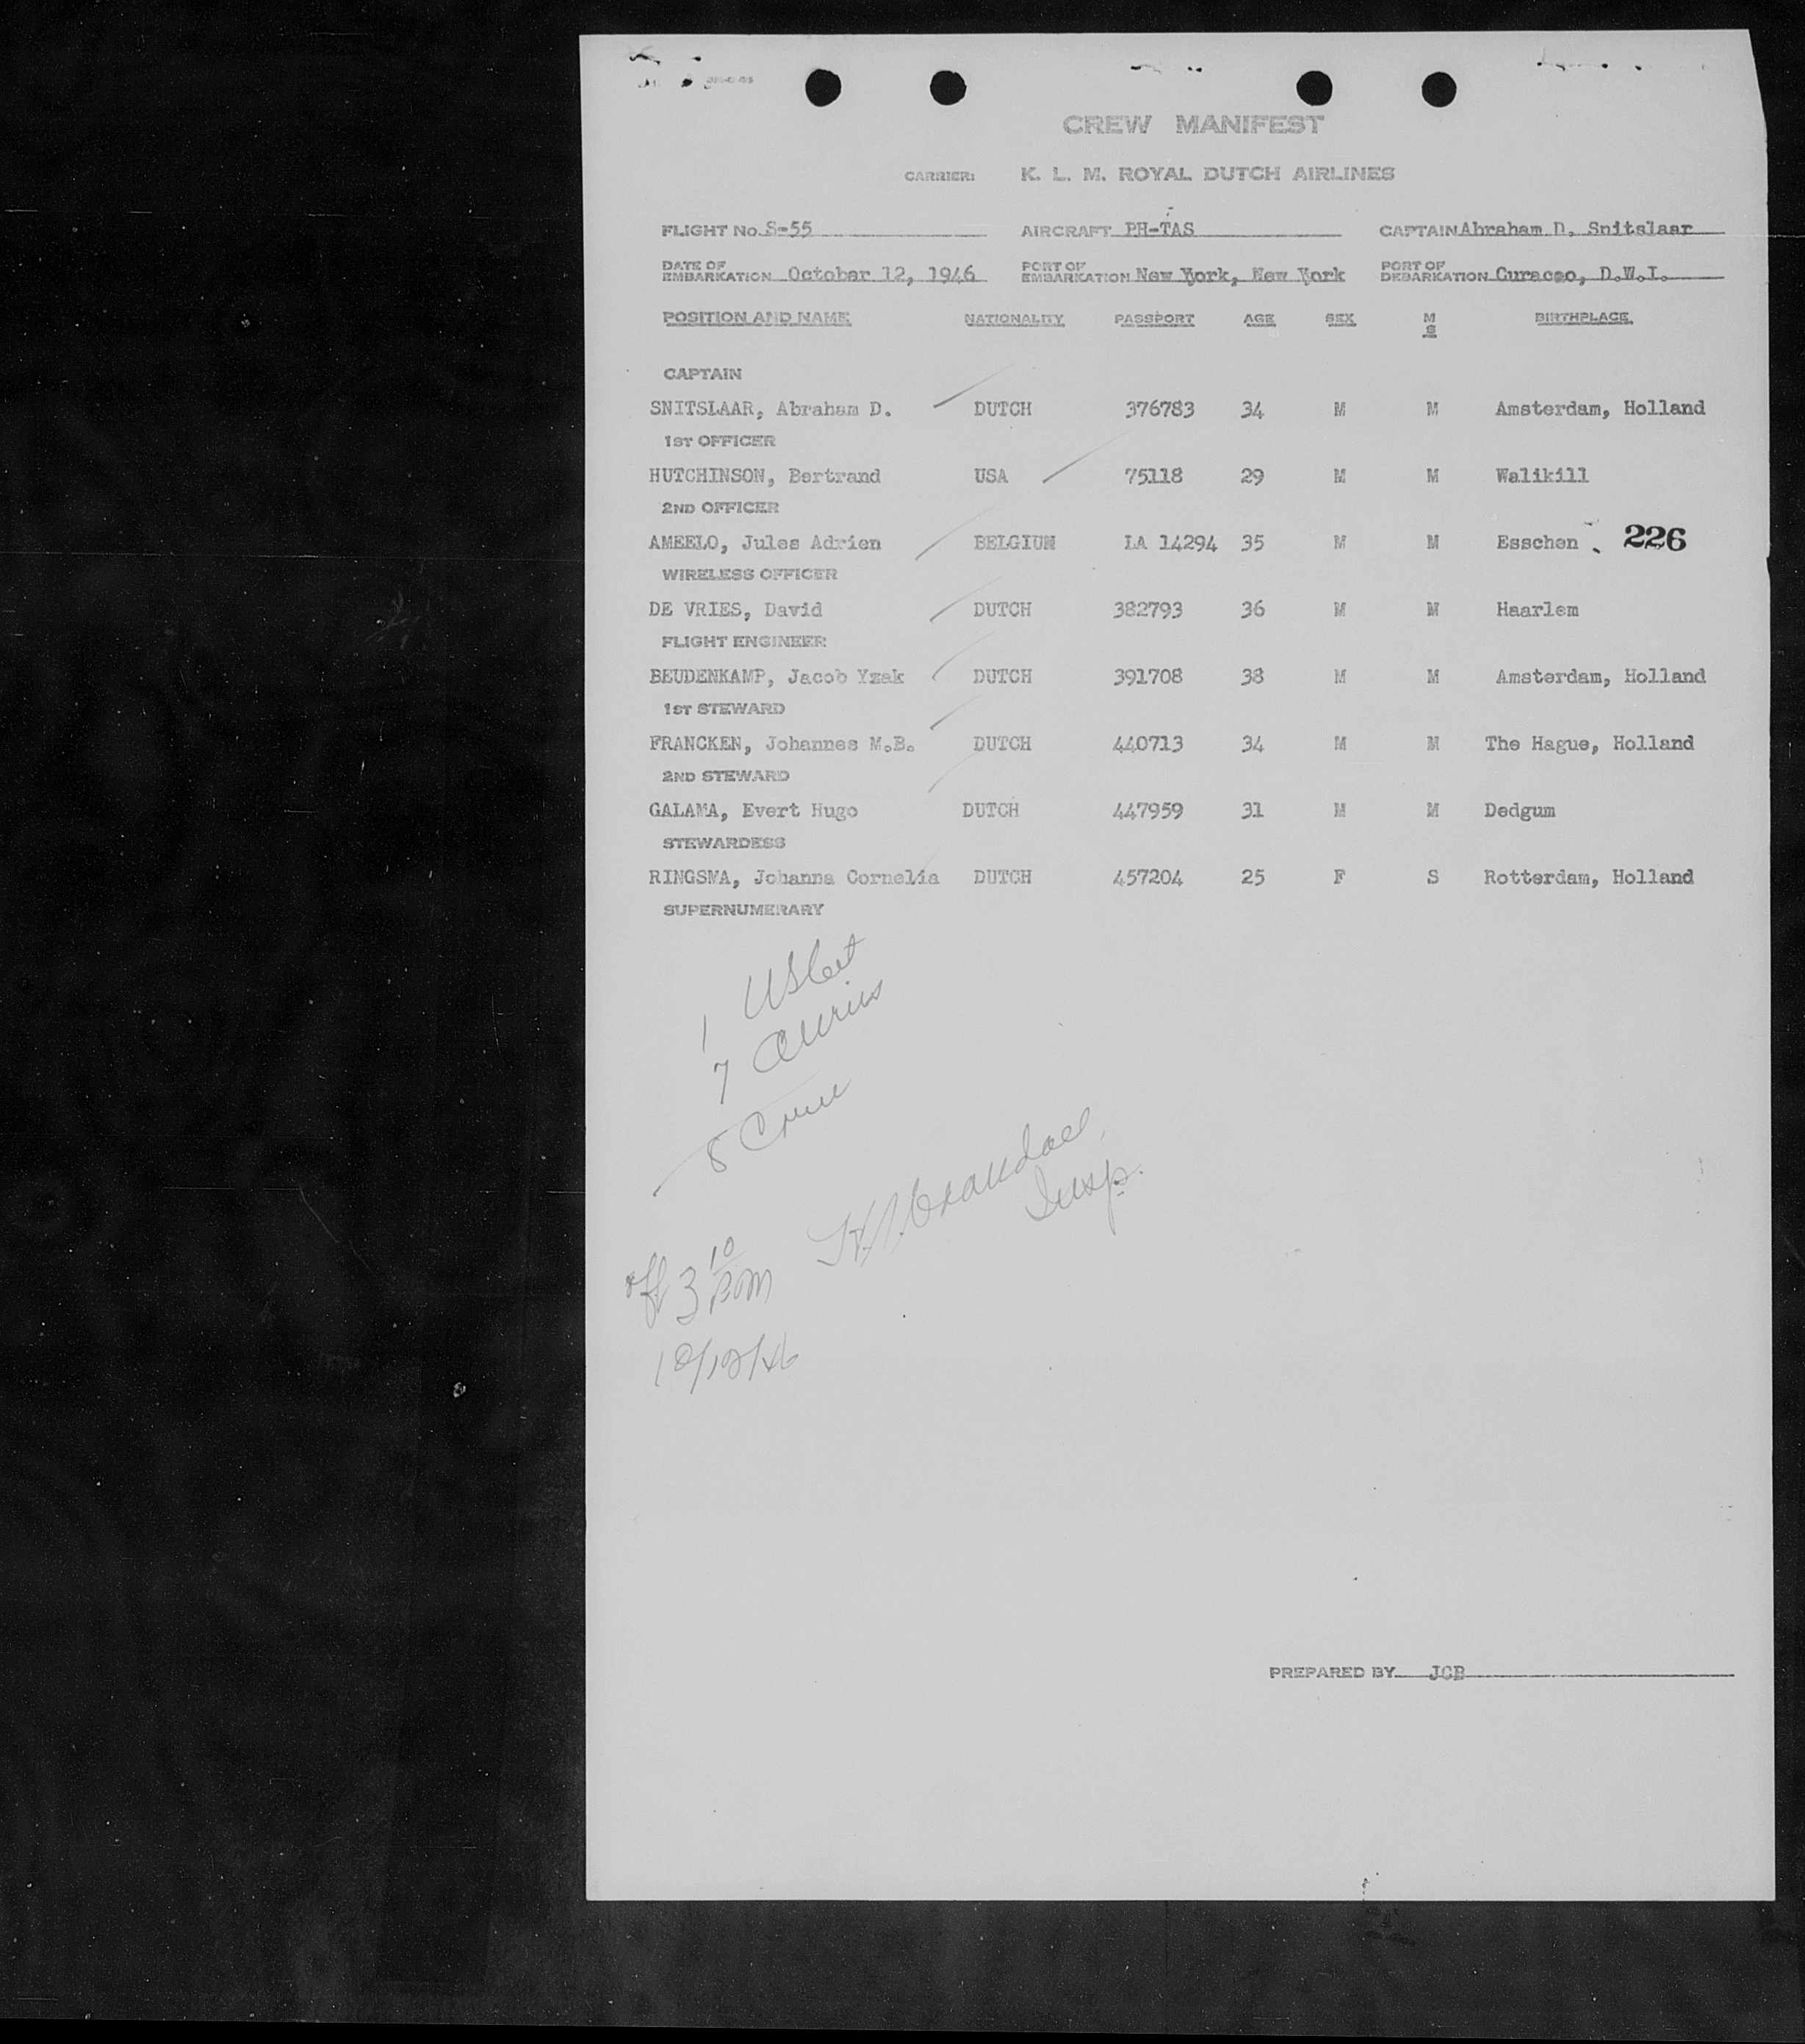 CREW MANIFEST
CARRIER: K. L. M. ROYAL DUTCH AIRLINES
FLIGHT No. S-55 AIRCRAFT PH-TAS CAPTAIN Abraham D. Snitslaar
DATE OF EMBARKATION October 12, 1946 PORT OF EMBARKATION New York, New York PORT OF DEBARKATION Curacao, D.W.I.
POSITION AND NAME NATIONALITY PASSPORT AGE SEX M S BIRTHPLACE
CAPTAIN
SNITSLAAR, Abraham D. DUTCH 376783 34 M M Amsterdam, Holland
1ST OFFICER
HUTCHINSON, Bertrand USA 75118 29 M M Walikill
2ND OFFICER
AMEELO, Jules Adrien BELGIUM LA 14294 35 M M Esschen 226
WIRELESS OFFICER
DE VRIES, David DUTCH 382793 36 M M Haarlem
FLIGHT ENGINEER
BEUDENKAMP, Jacob Yzak DUTCH 391708 38 M M Amsterdam, Holland
1ST STEWARD
FRANCKEN, Johannes M.B. DUTCH 440713 34 M M The Hague, Holland
2ND STEWARD
GALAMA, Evert Hugo DUTCH 447959 31 M M Dedgum
STEWARDESS
RINGSMA, Johanna Cornelia DUTCH 457204 25 F S Rotterdam, Holland
SUPERNUMERARY
1 USCit
7 Aliens
8 Crew
Insp.
off 3 10 PM
10/12/46
PREPARED BY JCB